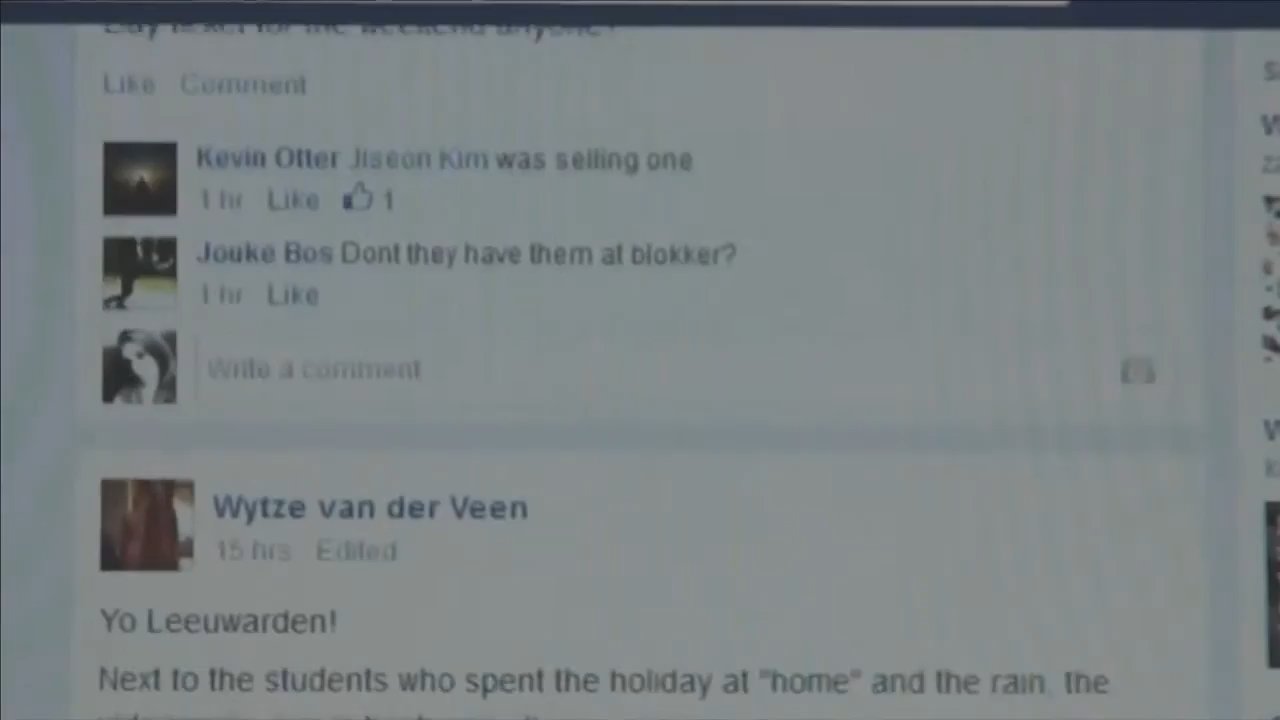 Like Comment
Kevin Otter Jiseon Kim was selling one
1 hr Like 1
Jouke Bos Dont they have them at blokker?
1 hr Like
Write a comment
Wytze van der Veen
15 hrs Edited
Yo Leeuwarden!
Next to the students who spent the holiday at "home" and the rain, the